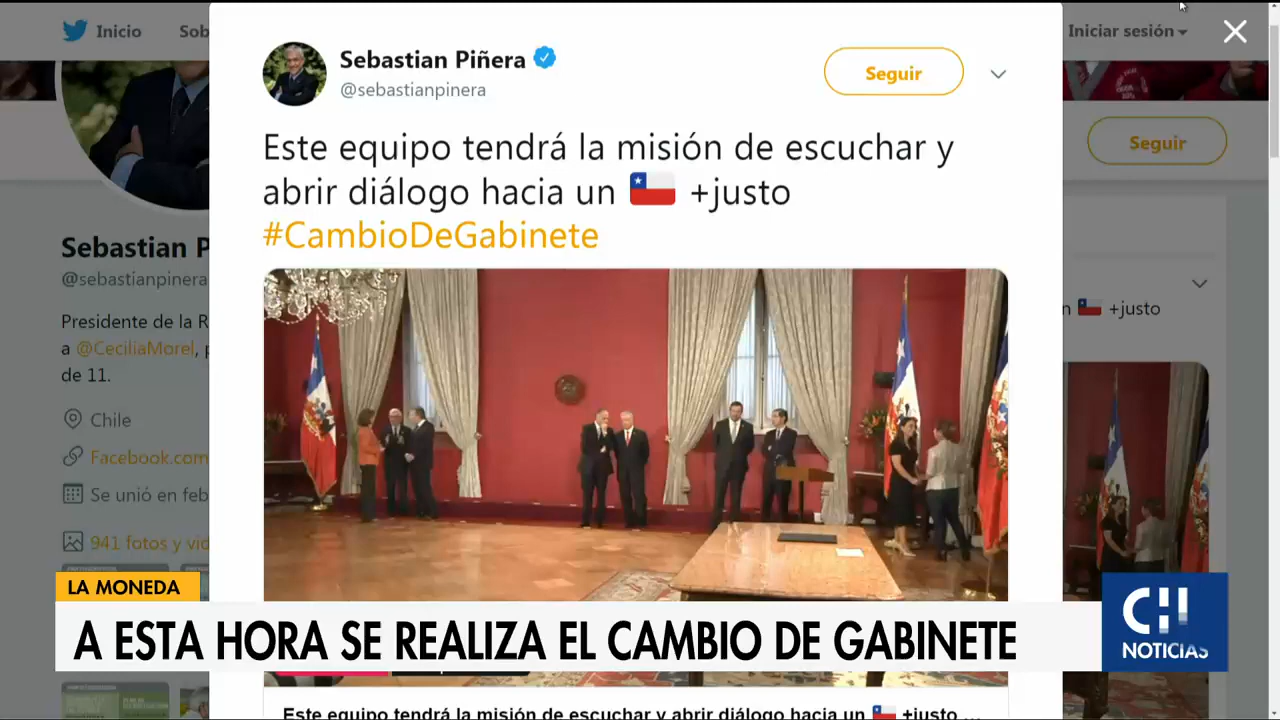 Inicio
Sob
Iniciar sesión
Sebastian Piñera
@sebastianpinera
Seguir
Este equipo tendrá la misión de escuchar y
abrir diálogo hacia un +justo
#CambioDeGabinete
Seguir
Sebastian P
@sebastianpinera
Presidente de la R
a @CeciliaMorel, p
de 11.
Chile
Facebook.com
Se unió en feb
941 fotos y vid
n +justo
LA MONEDA
A ESTA HORA SE REALIZA EL CAMBIO DE GABINETE
CH
NOTICIAS
Este equipo tendrá la misión de escuchar y abrir diálogo hacia un +justo ...